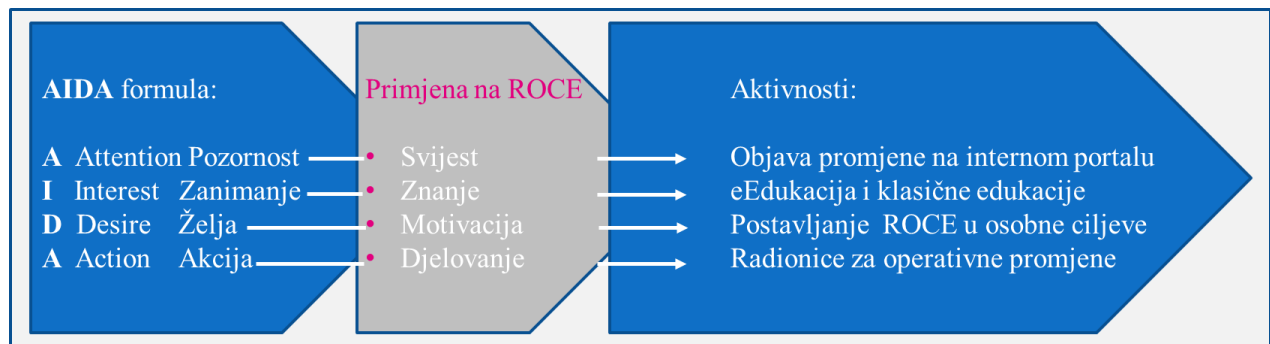 AIDA formula:
A Attention Pozornost
I Interest Zanimanje
D Desire Želja
A Action Akcija
Primjena na ROCE
• Svijest
• Znanje
• Motivacija
• Djelovanje
Aktivnosti:
Objava promjene na internom portalu
eEdukacija i klasične edukacije
Postavljanje ROCE u osobne ciljeve
Radionice za operativne promjene